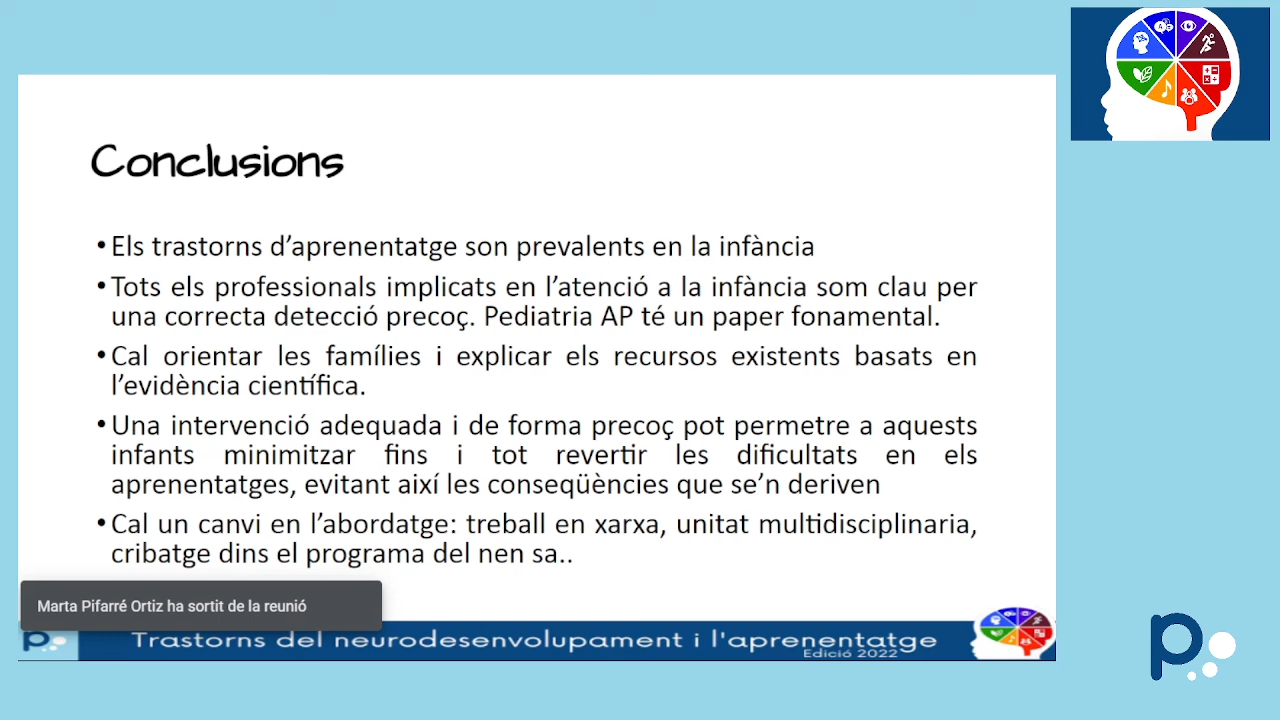 Conclusions
•Els trastorns d’aprenentatge son prevalents en la infància
•Tots els professionals implicats en l’atenció a la infància som clau per
una correcta detecció precoç. Pediatria AP té un paper fonamental.
•Cal orientar les famílies i explicar els recursos existents basats en
l’evidència científica.
•Una intervenció adequada i de forma precoç pot permetre a aquests
infants minimitzar fins i tot revertir les dificultats en els
aprenentatges, evitant així les conseqüències que se’n deriven
•Cal un canvi en l’abordatge: treball en xarxa, unitat multidisciplinaria,
cribatge dins el programa del nen sa..
Marta Pifarré Ortiz ha sortit de la reunió
p
Trastorns del neurodesenvolupament i l'aprenentatge
Edició 2022
p